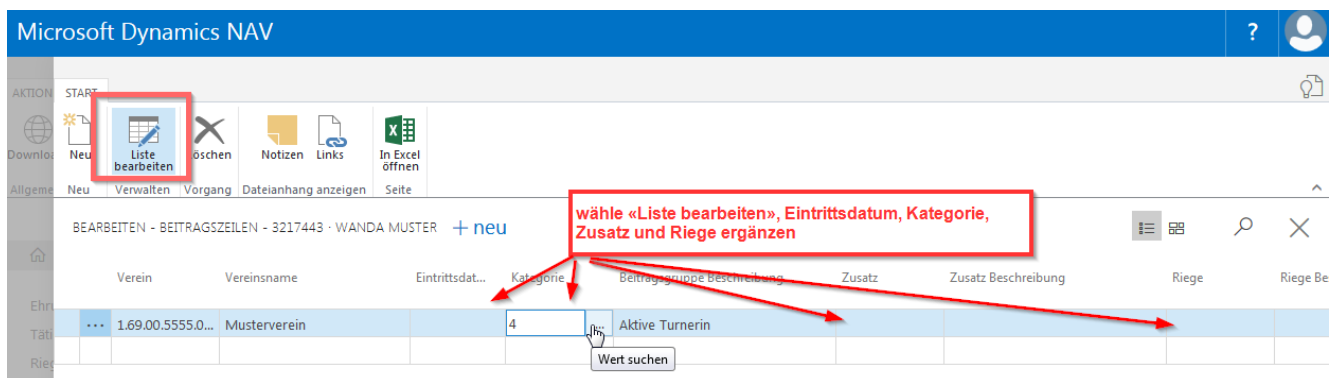 Microsoft Dynamics NAV
?
AKTION START
Downloa Neu Liste bearbeiten öschen Notizen Links In Excel öffnen
Allgeme Neu Verwalten Vorgang Dateianhang anzeigen Seite
wähle «Liste bearbeiten», Eintrittsdatum, Kategorie,
Zusatz und Riege ergänzen
BEARBEITEN - BEITRAGSZEILEN - 3217443 · WANDA MUSTER + neu
Verein Vereinsname Eintrittsdat... Kategorie Beitragsgruppe Beschreibung Zusatz Zusatz Beschreibung Riege Riege Be
Ehru
... 1.69.00.5555.0... Musterverein 4 ... Aktive Turnerin
Täti
Wert suchen
Rieg